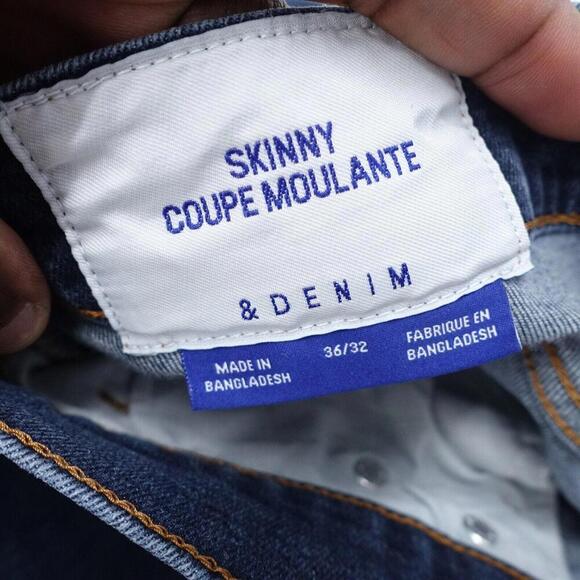 SKINNY
COUPE MOULANTE
& DENIM
MADE IN
BANGLADESH
36/32
FABRIQUE EN
BANGLADESH